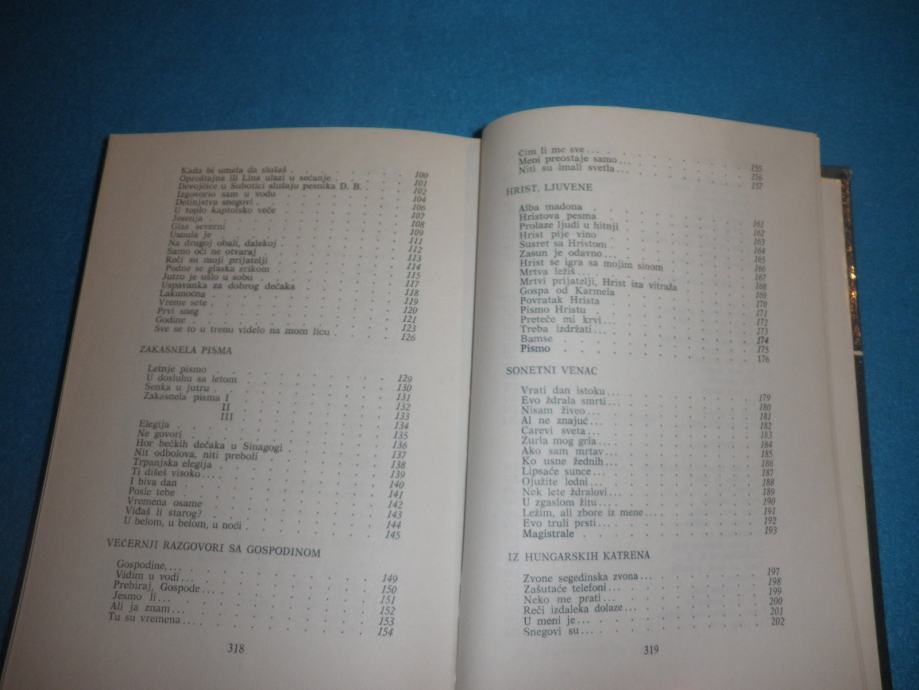 Kada bi umela da slušaš . . . 100
Oproštajna ili Lina ulazi u sećanje . . . 101
Devojčice u Subotici slušaju pesnika D. B. . . . 102
Izgovorio sam u vodu . . . 104
Detinjstva snegovi . . . 106
U toplo kaptolsko veče . . . 107
Jesenja . . . 108
Glas severni . . . 109
Usnula je . . . 111
Na drugoj obali, dalekoj . . . 112
Samo oči ne otvaraj . . . 113
Reči su moji prijatelji . . . 114
Podne se glaska zrikom . . . 115
Jutro je ušlo u sobu . . . 117
Uspavanka za dobrog dečaka . . . 118
Lakunoćna . . . 119
Vreme sete . . . 120
Prvi sneg . . . 121
Godine . . . 123
Sve se to u trenu videlo na mom licu . . . 126
ZAKASNELA PISMA
Letnje pismo . . . 129
U dosluhu sa letom . . . 130
Senka u jutru . . . 131
Zakasnela pisma I . . . 132
II . . . 133
III . . . 134
Elegija . . . 135
Ne govori . . . 136
Hor bečkih dečaka u Sinagogi . . . 137
Nit odbolova, niti preboli . . . 138
Trpanjska elegija . . . 139
Ti dišeš visoko... . . . 140
I biva dan . . . 141
Posle tebe . . . 142
Vremena osame . . . 143
Viđaš li starog? . . . 144
U belom, u belom, u noći . . . 145
VEČERNJI RAZGOVORI SA GOSPODINOM
Gospodine,... . . . 149
Vidim u vodi... . . . 150
Prebiraj, Gospode... . . . 151
Jesmo li... . . . 152
Ali ja znam... . . . 153
Tu su vremena... . . . 154
318
Čim li me sve... . . . 155
Meni preostaje samo... . . . 156
Niti su imali svetla... . . . 157
HRIST, LJUVENE
Alba madona . . . 161
Hristova pesma . . . 162
Prolaze ljudi u hitnji . . . 163
Hrist pije vino . . . 164
Susret sa Hristom . . . 165
Zasun je odavno... . . . 166
Hrist se igra sa mojim sinom . . . 167
Mrtva ležiš . . . 168
Mrtvi prijatelji, Hrist iza vitraža . . . 169
Gospa od Karmela . . . 170
Povratak Hrista . . . 171
Pismo Hristu . . . 172
Preteče mi krvi... . . . 173
Treba izdržati... . . . 174
Bamse . . . 175
Pismo . . . 176
SONETNI VENAC
Vrati dan istoku... . . . 179
Evo ždrala smrti... . . . 180
Nisam živeo... . . . 181
Al ne znajuć... . . . 182
Carevi sveta... . . . 183
Zurla mog grla... . . . 184
Ako sam mrtav... . . . 185
Ko usne žednih... . . . 186
Lipsaće sunce... . . . 187
Ojužite ledni... . . . 188
Nek lete ždralovi... . . . 189
U zgaslom žitu... . . . 190
Ležim, ali zbore iz mene... . . . 191
Evo truli prsti... . . . 192
Magistrale . . . 193
IZ HUNGARSKIH KATRENA
Zvone segedinska zvona... . . . 197
Zašutaće telefoni... . . . 198
Neko me prati... . . . 199
Reči izdaleka dolaze... . . . 200
U meni je... . . . 201
Snegovi su... . . . 202
319